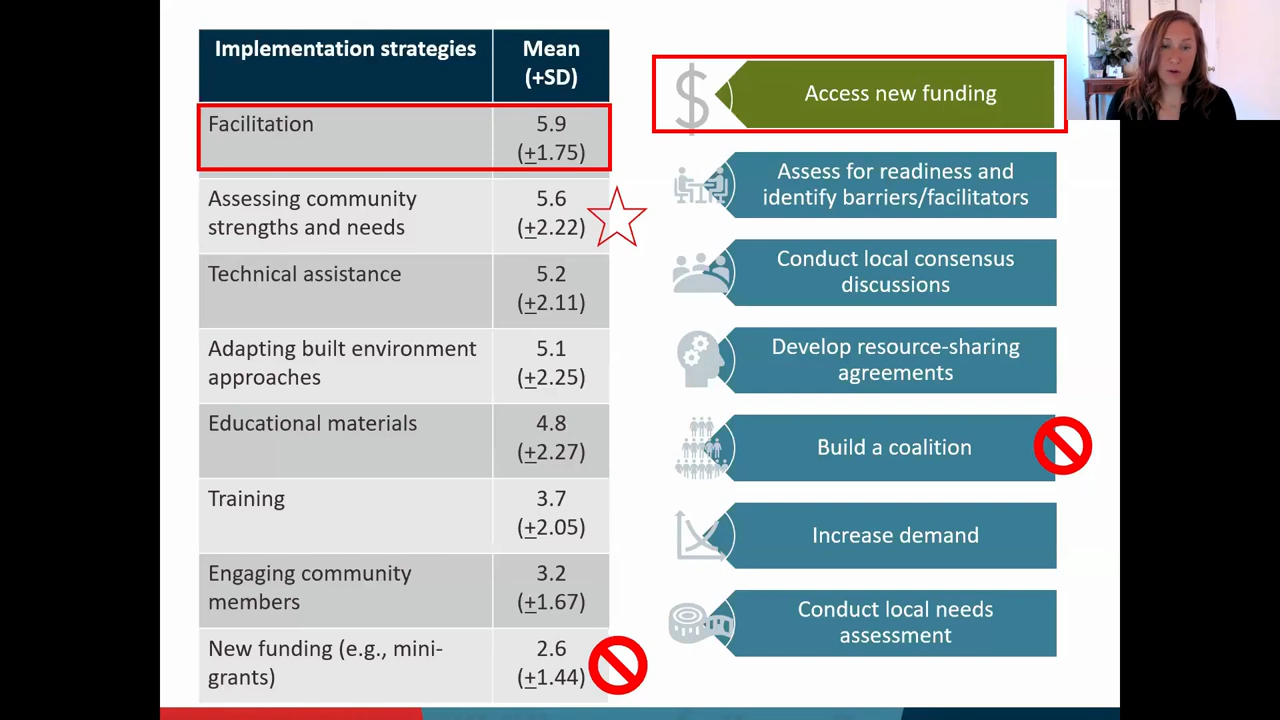 Implementation strategies
Mean
(+SD)
Facilitation
5.9
(+1.75)
Assessing community
strengths and needs
5.6
(+2.22)
Technical assistance
5.2
(+2.11)
Adapting built environment
approaches
5.1
(+2.25)
Educational materials
4.8
(+2.27)
Training
3.7
(+2.05)
Engaging community
members
3.2
(+1.67)
New funding (e.g., mini-
grants)
2.6
(+1.44)
$
Access new funding
Assess for readiness and
identify barriers/facilitators
Conduct local consensus
discussions
Develop resource-sharing
agreements
Build a coalition
Increase demand
Conduct local needs
assessment